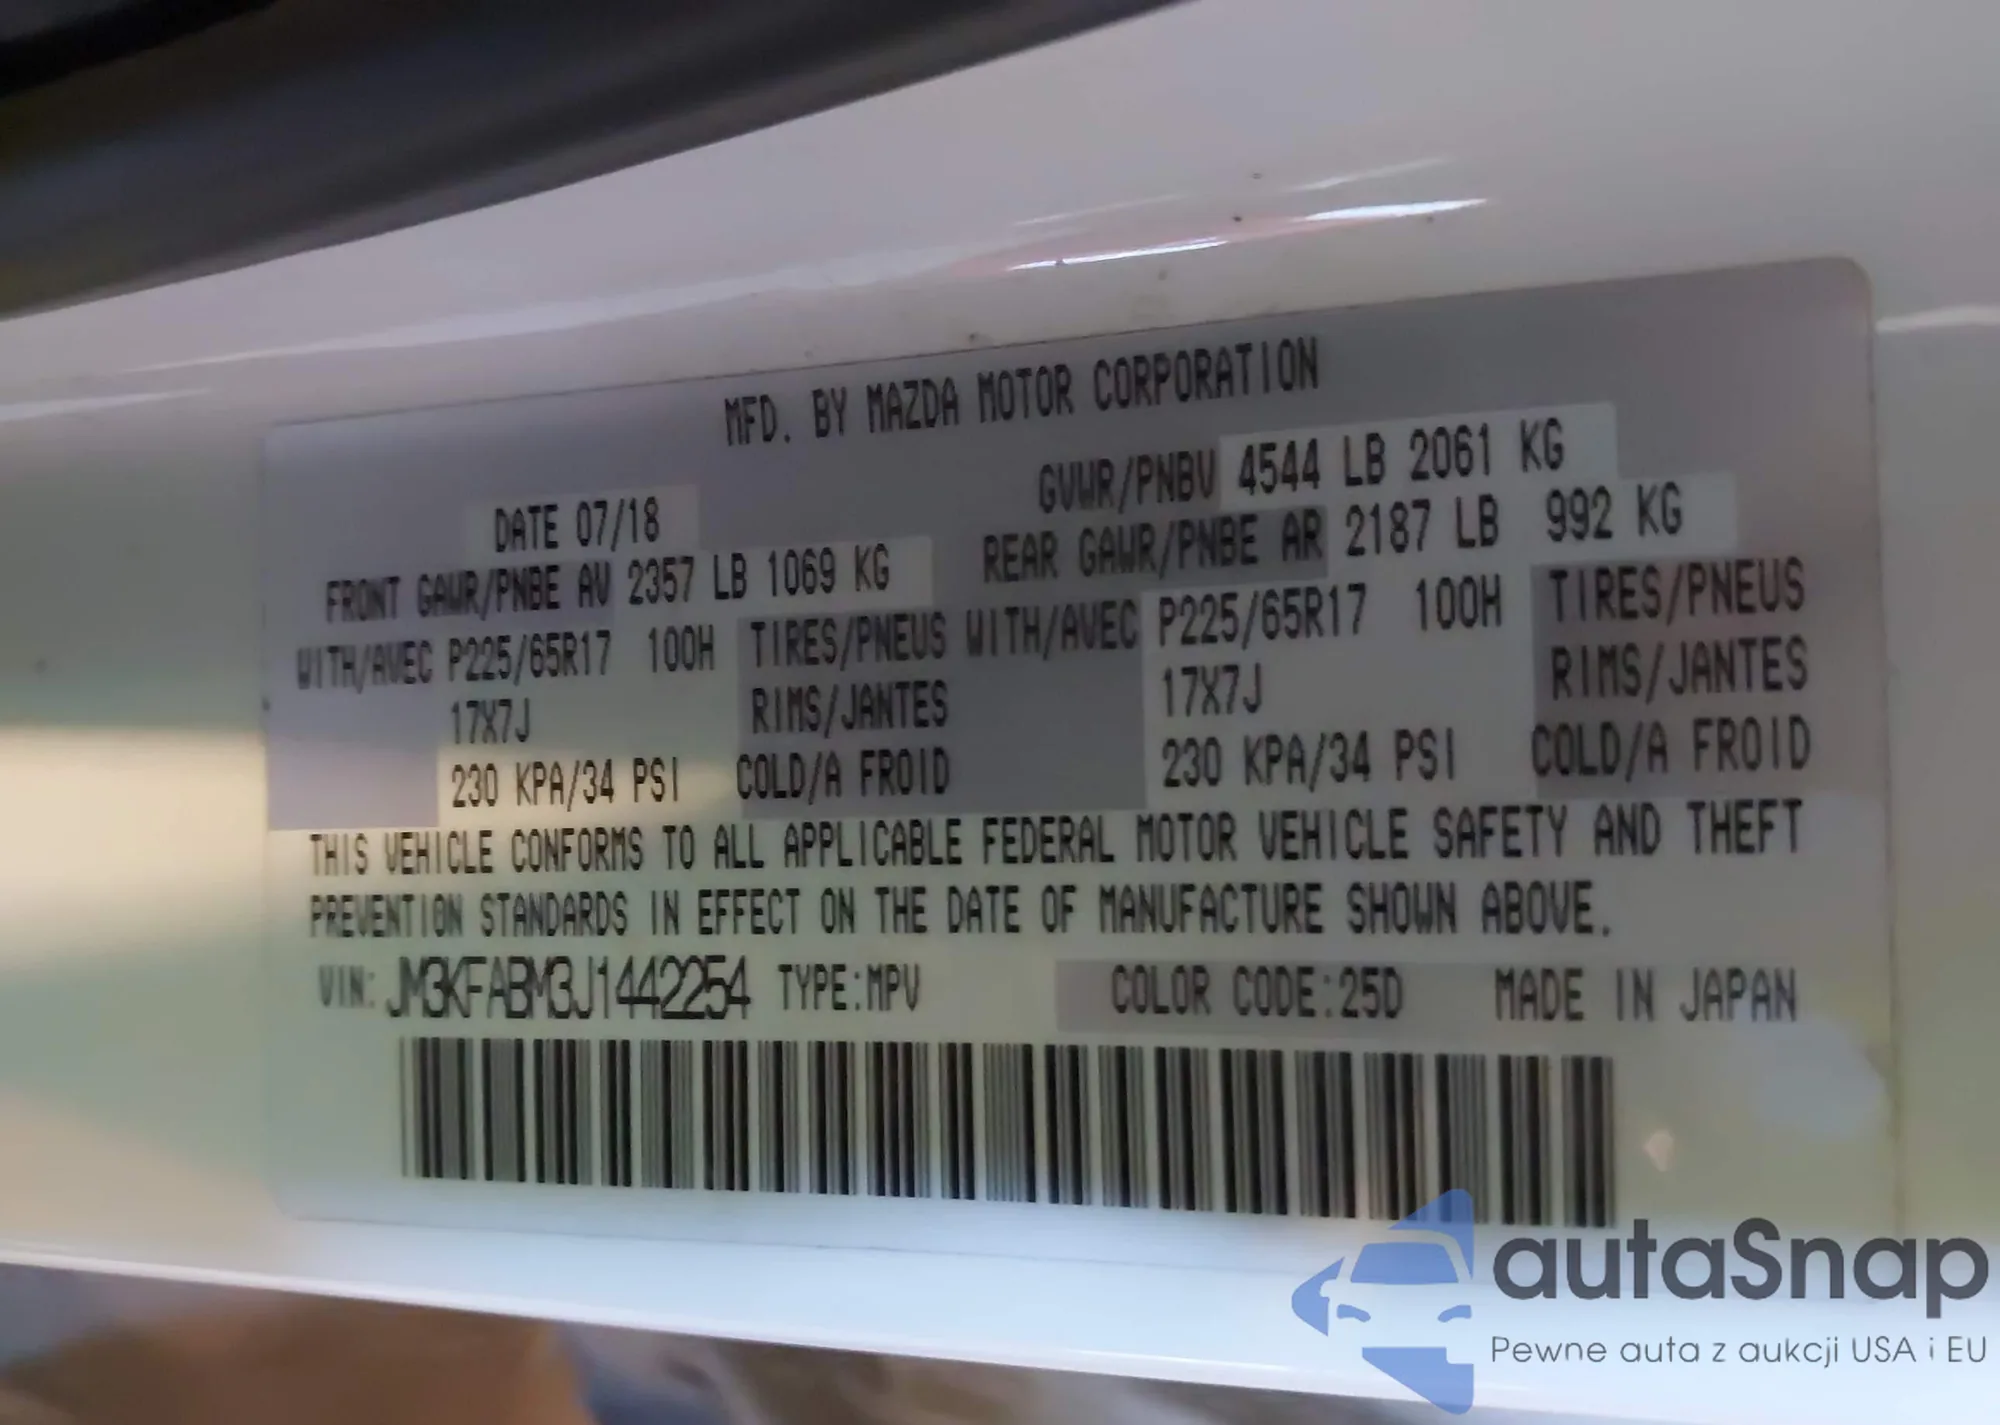 MFD. BY MAZDA MOTOR CORPORATION
DATE 07/18 GVWR/PNBV 4544 LB 2061 KG
FRONT GAWR/PNBE AV 2357 LB 1069 KG REAR GAWR/PNBE AR 2187 LB 992 KG
WITH/AVEC P225/65R17 100H TIRES/PNEUS WITH/AVEC P225/65R17 100H TIRES/PNEUS
17X7J RIMS/JANTES 17X7J RIMS/JANTES
230 KPA/34 PSI COLD/A FROID 230 KPA/34 PSI COLD/A FROID
THIS VEHICLE CONFORMS TO ALL APPLICABLE FEDERAL MOTOR VEHICLE SAFETY AND THEFT
PREVENTION STANDARDS IN EFFECT ON THE DATE OF MANUFACTURE SHOWN ABOVE.
VIN: JM3KFABM3J1442254 TYPE:MPV COLOR CODE:25D MADE IN JAPAN
autaSnap
Pewne auta z aukcji USA i EU